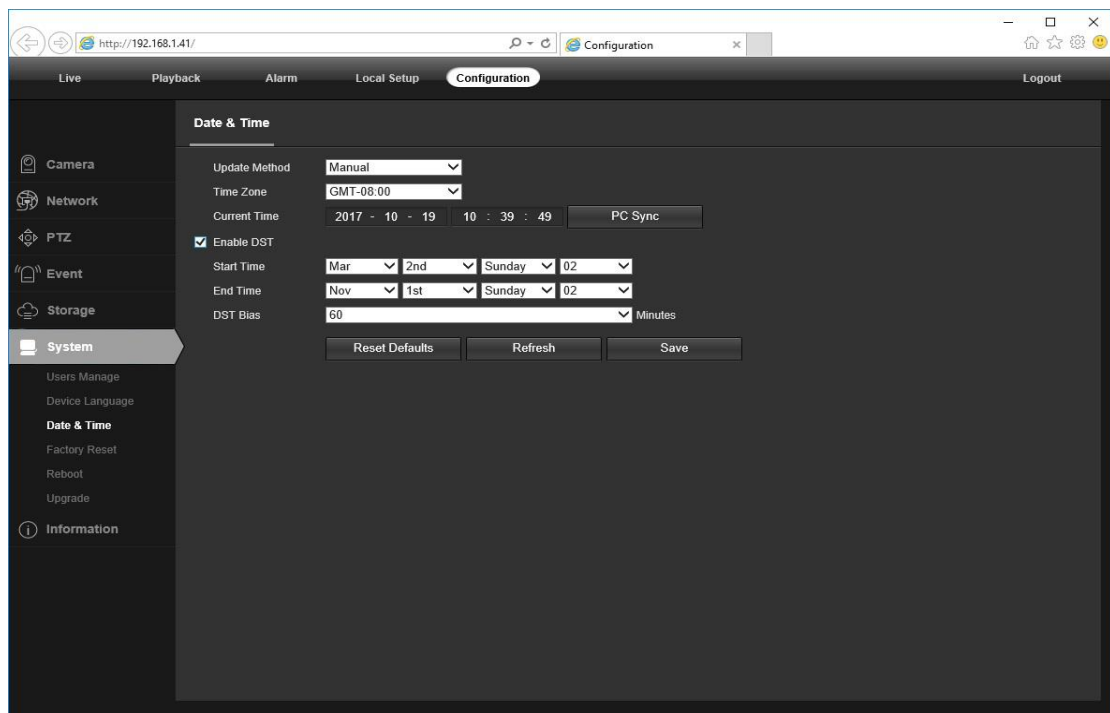 http://192.168.1.41/
Configuration
Live Playback Alarm Local Setup Configuration Logout
Date & Time
Camera
Network
PTZ
Event
Storage
System
Users Manage
Device Language
Date & Time
Factory Reset
Reboot
Upgrade
Information
Update Method Manual
Time Zone GMT-08:00
Current Time 2017 - 10 - 19 10 : 39 : 49 PC Sync
Enable DST
Start Time Mar 2nd Sunday 02
End Time Nov 1st Sunday 02
DST Bias 60 Minutes
Reset Defaults Refresh Save